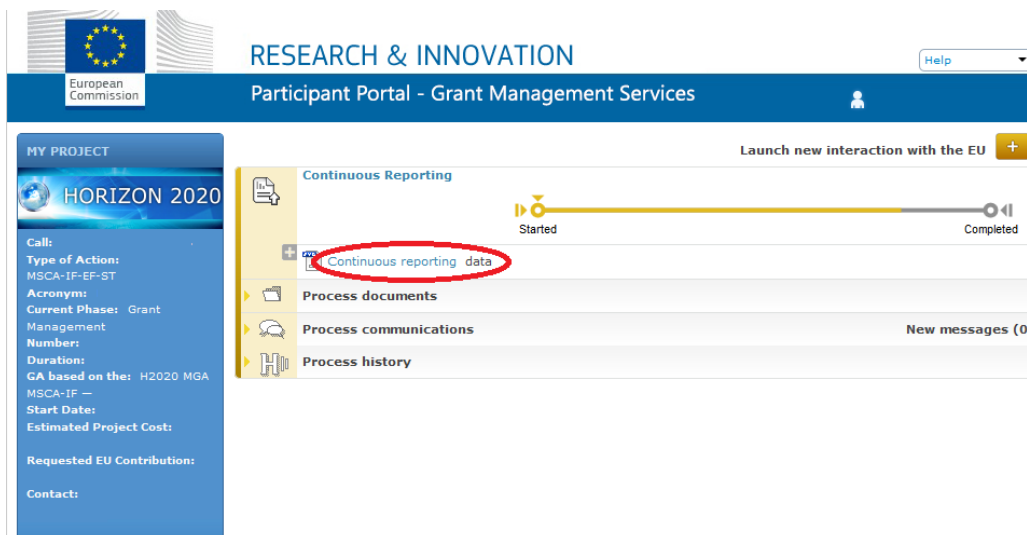 European
Commission
RESEARCH & INNOVATION
Help
Participant Portal - Grant Management Services
MY PROJECT
HORIZON 2020
Call:
Type of Action:
MSCA-IF-EF-ST
Acronym:
Current Phase: Grant
Management
Number:
Duration:
GA based on the: H2020 MGA
MSCA-IF —
Start Date:
Estimated Project Cost:
Requested EU Contribution:
Contact:
Launch new interaction with the EU +
Continuous Reporting
Started
Completed
Continuous reporting data
Process documents
Process communications
New messages (0
Process history